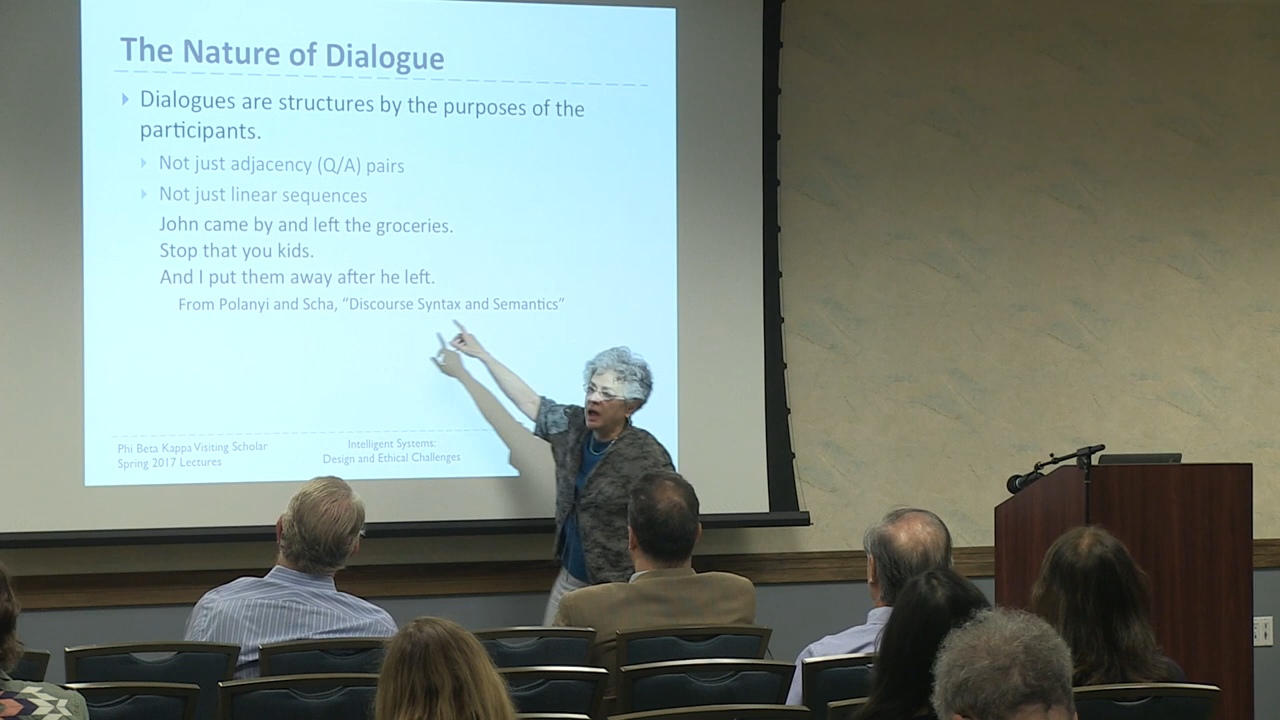 The Nature of Dialogue
Dialogues are structures by the purposes of the
participants.
Not just adjacency (Q/A) pairs
Not just linear sequences
John came by and left the groceries.
Stop that you kids.
And I put them away after he left.
From Polanyi and Scha, “Discourse Syntax and Semantics”
Phi Beta Kappa Visiting Scholar
Spring 2017 Lectures
Intelligent Systems:
Design and Ethical Challenges